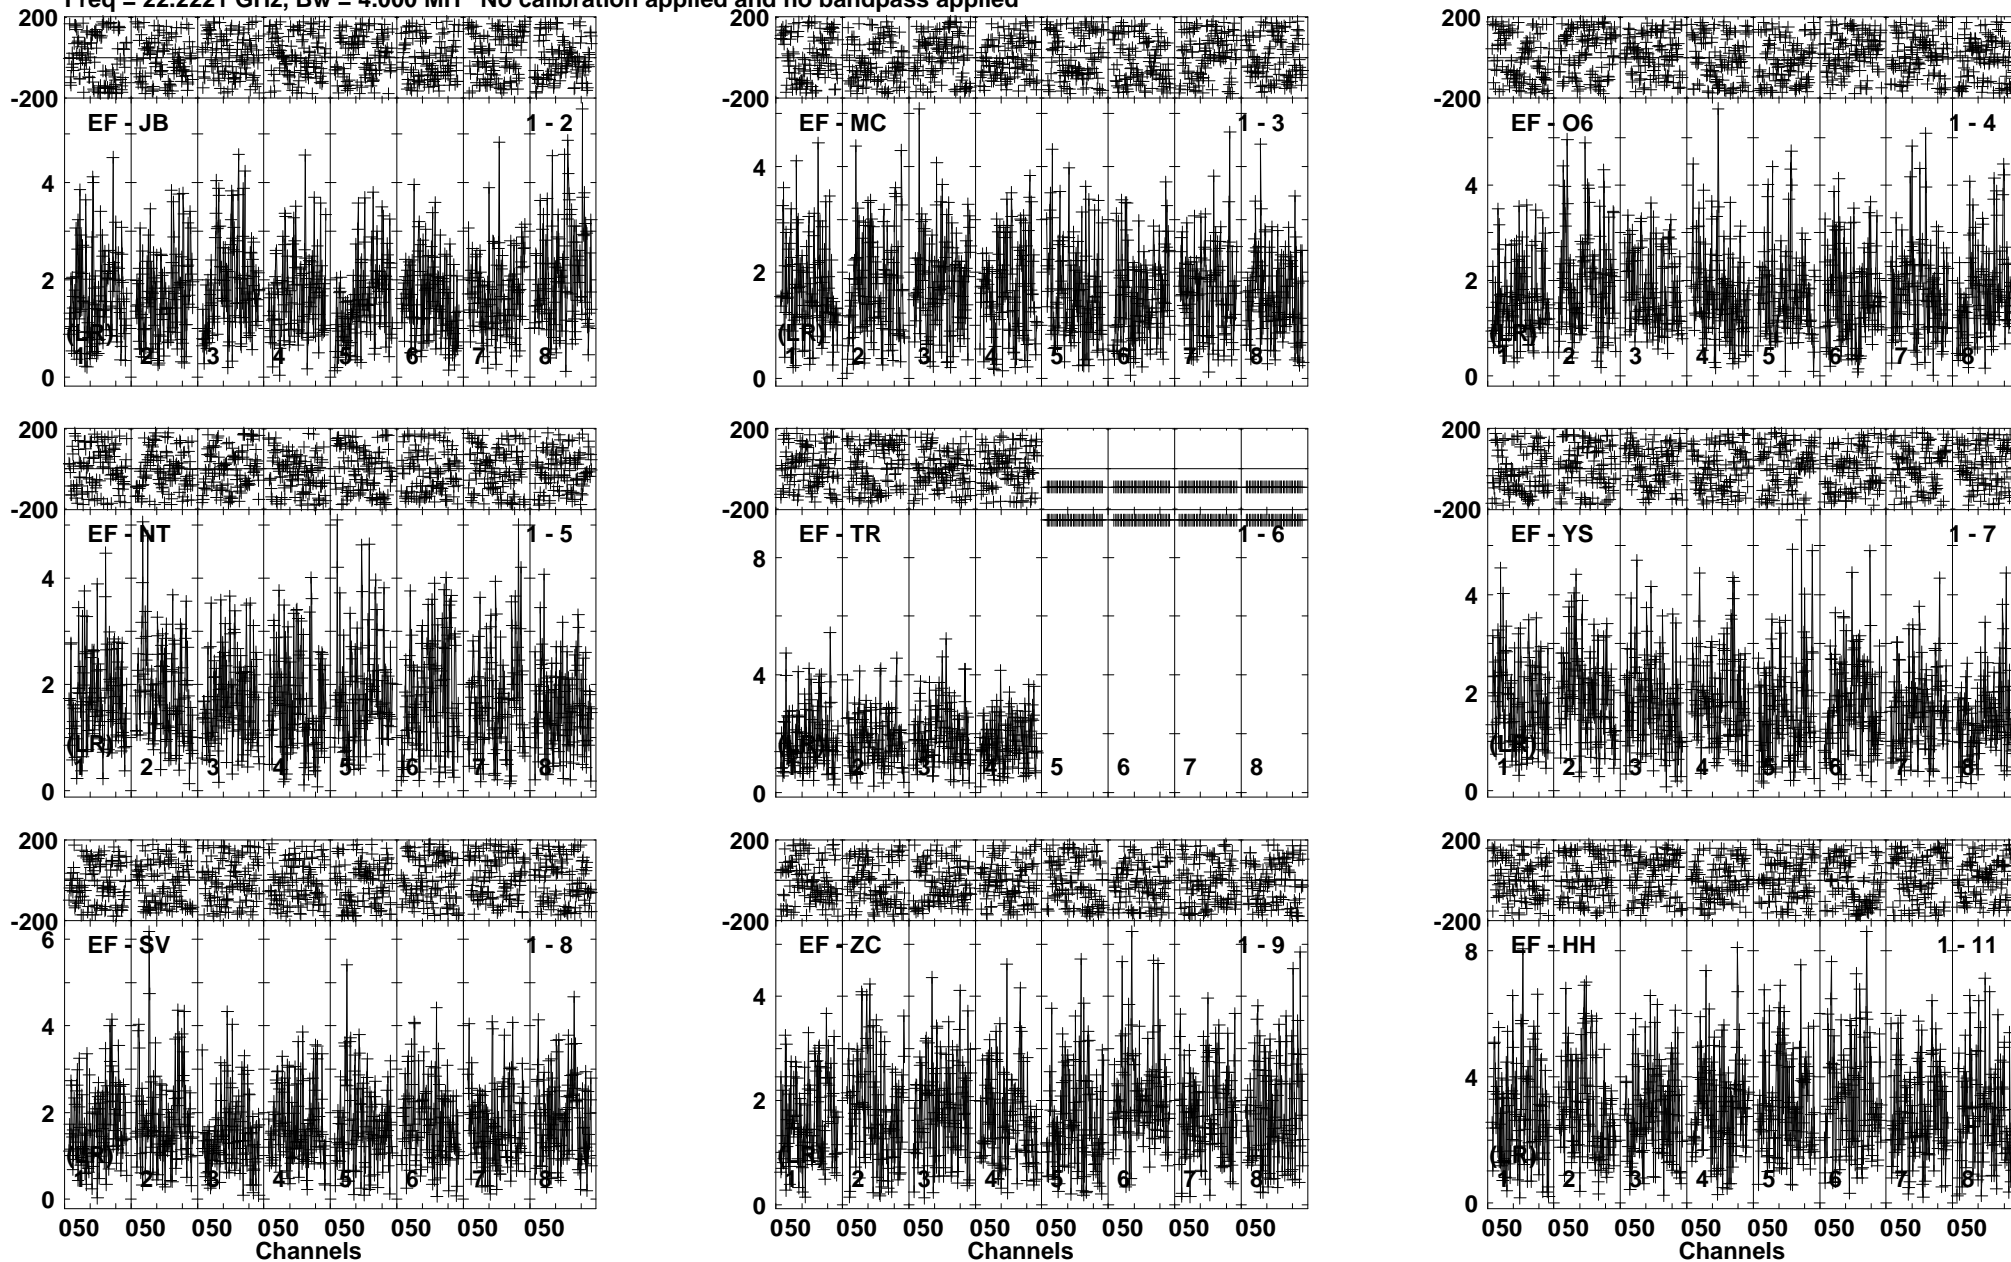 Freq = 22.2221 GHz, Bw = 4.000 MH No calibration applied and no bandpass applied
200 200 200
-200 -200 -200
EF - JB 1 - 2 EF - MC 1 - 3 EF - O6 1 - 4
4 4 4
2 2 2
(LR) (LR) (LR)
1 2 3 4 5 6 7 8 1 2 3 4 5 6 7 8 1 2 3 4 5 6 7 8
0 0 0
200 200 200
-200 -200 -200
EF - NT 1 - 5 EF - TR 1 - 6 EF - YS 1 - 7
4 8 4
2 4 2
(LR) (LR) (LR)
1 2 3 4 5 6 7 8 1 2 3 4 5 6 7 8 1 2 3 4 5 6 7 8
0 0 0
200 200 200
-200 -200 -200
6
EF - SV 1 - 8 EF - ZC 1 - 9 EF - HH 1 - 11
8
4 4 4
2 2
(LR) (LR) (LR)
1 2 3 4 5 6 7 8 1 2 3 4 5 6 7 8 1 2 3 4 5 6 7 8
0 0 0
050 050 050 050 050 050 050 050 050 050 050 050 050 050 050 050 050 050 050 050 050 050 050 050
Channels Channels Channels